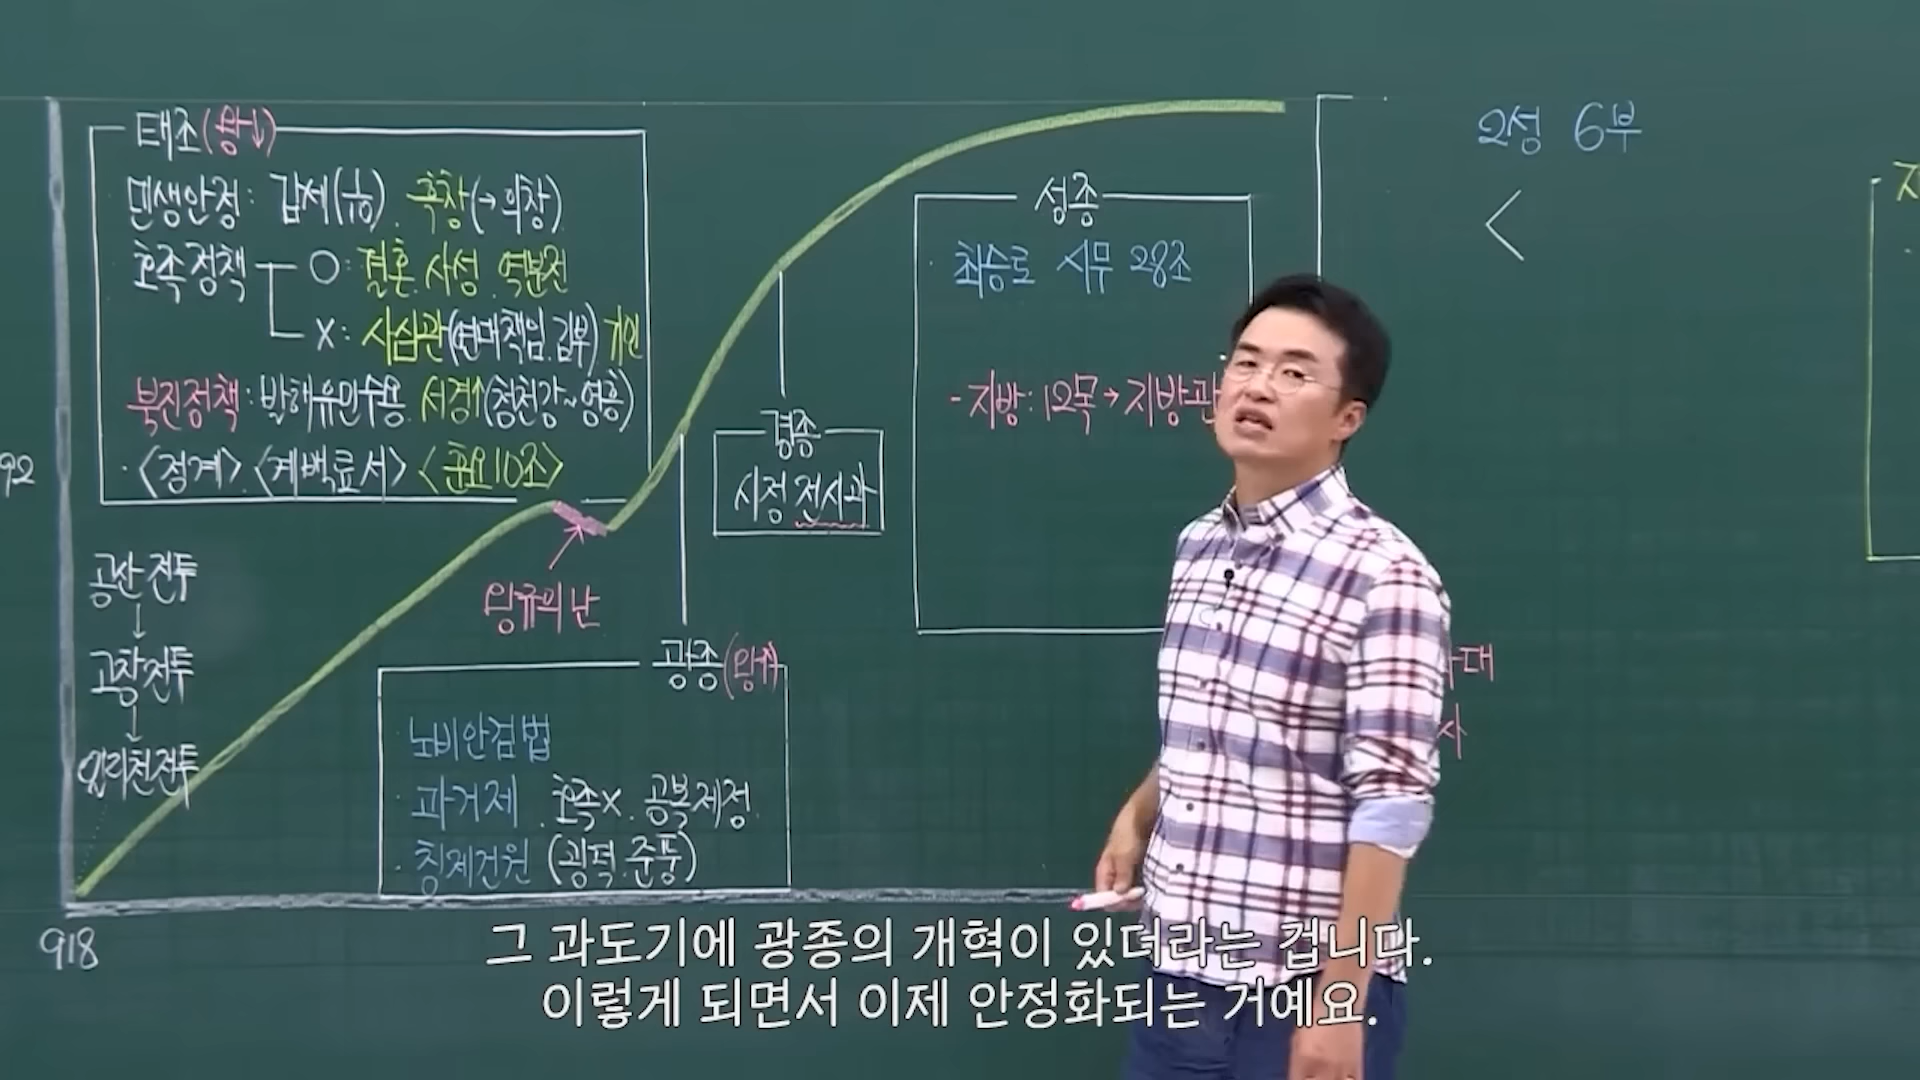 태조(왕↓)
민생안정: 감세(1/10). 흑창(→의창)
호족정책 ○: 결혼. 사성. 역분전
X: 사심관(연대책임. 김부) 기인
북진정책: 발해유민수용. 서경↑(청천강~영흥)
·<정계>.<계백료서> <훈요10조>
92
공산전투
↓
고창전투
↓
일리천전투
918
왕규의 난
광종(왕↑)
· 노비안검법
· 과거제 . 호족X. 공복제정.
· 칭제건원 (광덕.준풍)
경종
시정 전시과
성종
· 최승로 시무 28조
- 지방: 12목→지방관
2성 6부
<
대
사
그 과도기에 광종의 개혁이 있더라는 겁니다.
이렇게 되면서 이제 안정화되는 거예요.